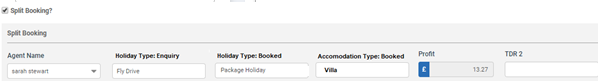 Split Booking?
Split Booking
Agent Name Holiday Type: Enquiry Holiday Type: Booked Accomodation Type: Booked Profit TDR 2
sarah stewart Fly Drive Package Holiday Villa £ 13.27